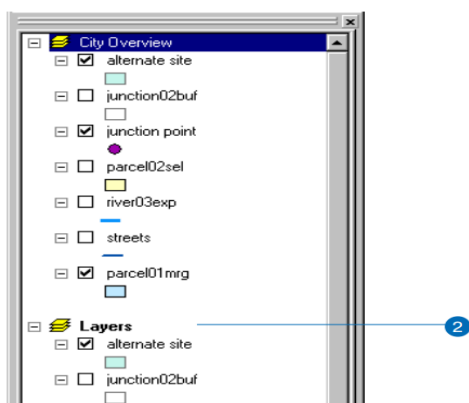 City Overview
alternate site
junction02buf
junction point
parcel02sel
river03exp
streets
parcel01mrg
Layers
2
alternate site
junction02buf